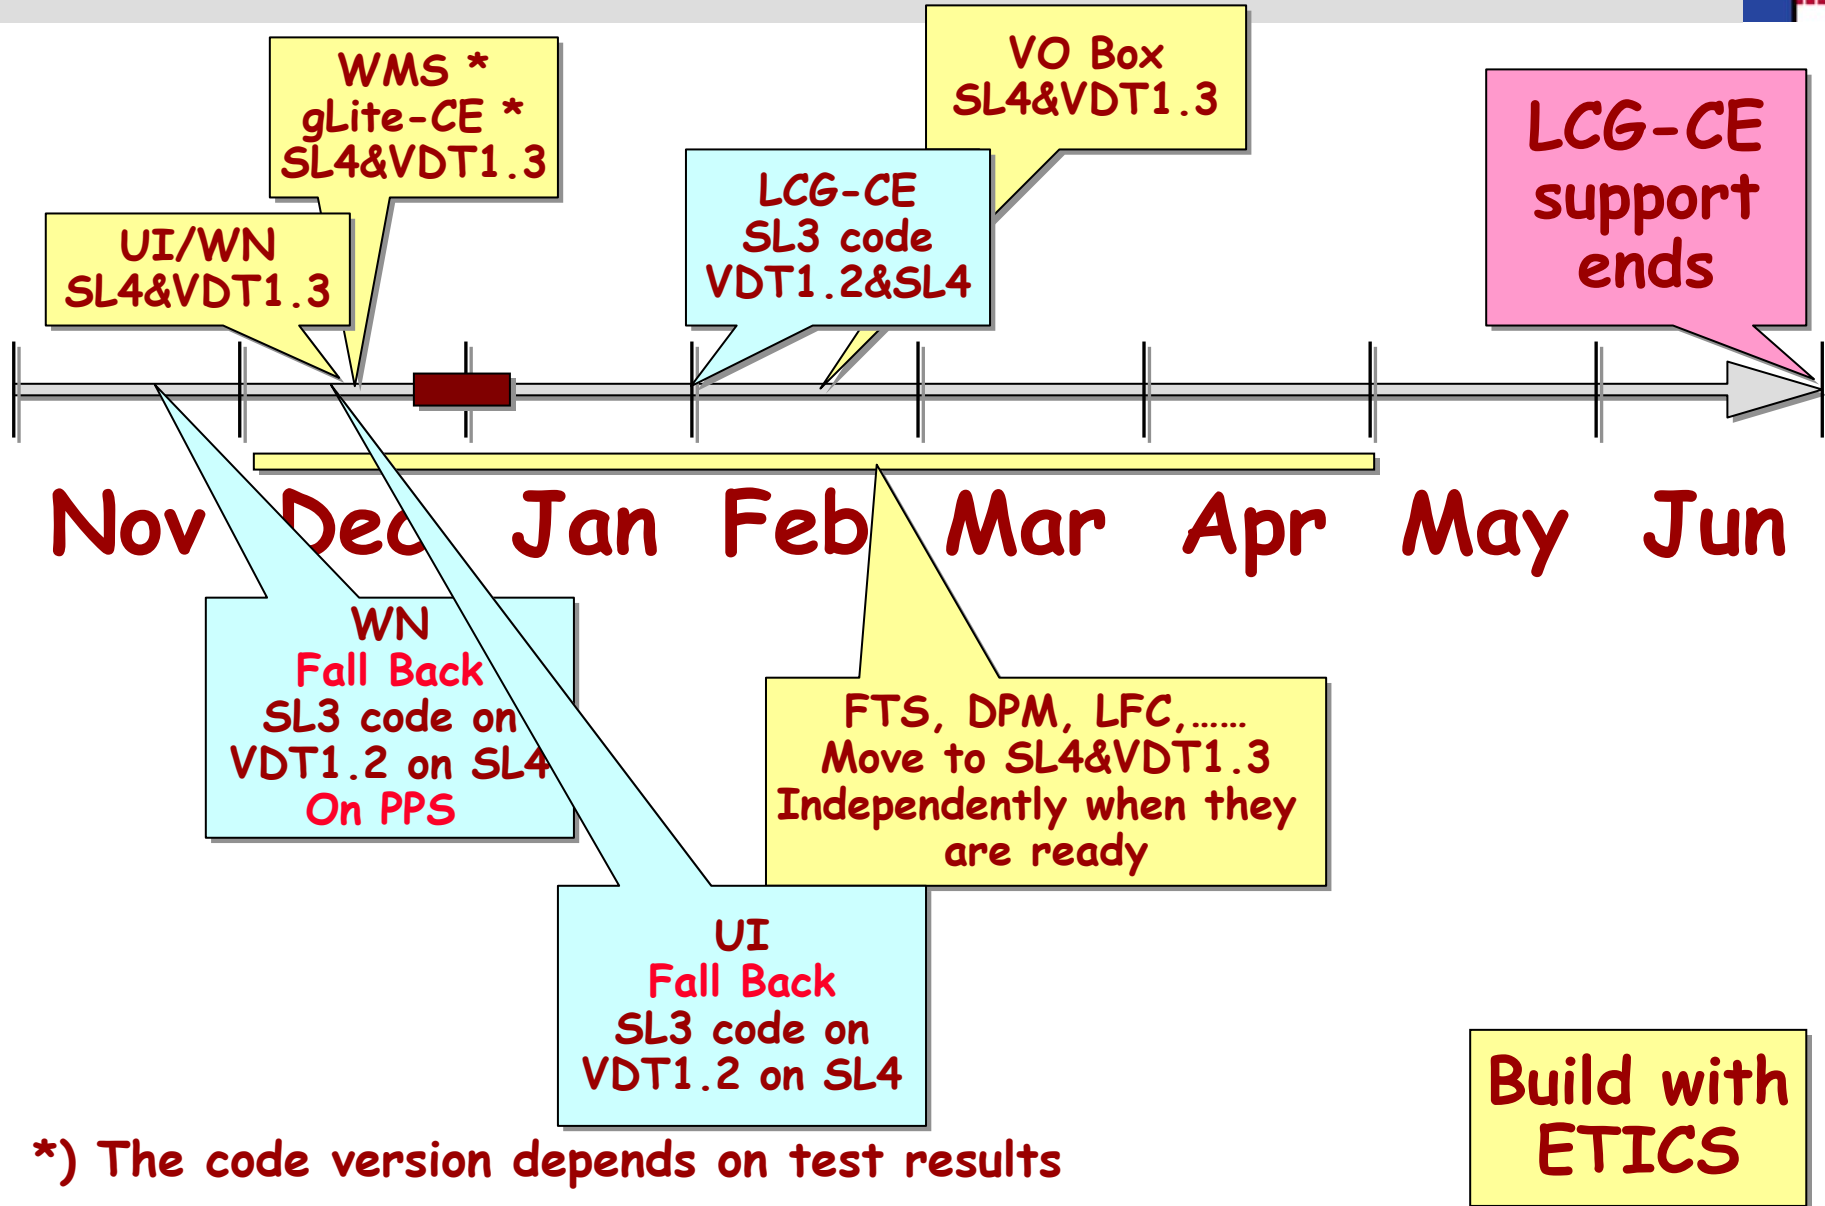 WMS *
gLite-CE *
SL4&VDT1.3
VO Box
SL4&VDT1.3
LCG-CE
support
ends
UI/WN
SL4&VDT1.3
LCG-CE
SL3 code
VDT1.2&SL4
Nov Dec Jan Feb Mar Apr May Jun
WN
Fall Back
SL3 code on
VDT1.2 on SL4
On PPS
FTS, DPM, LFC,……
Move to SL4&VDT1.3
Independently when they
are ready
UI
Fall Back
SL3 code on
VDT1.2 on SL4
Build with
ETICS
*) The code version depends on test results